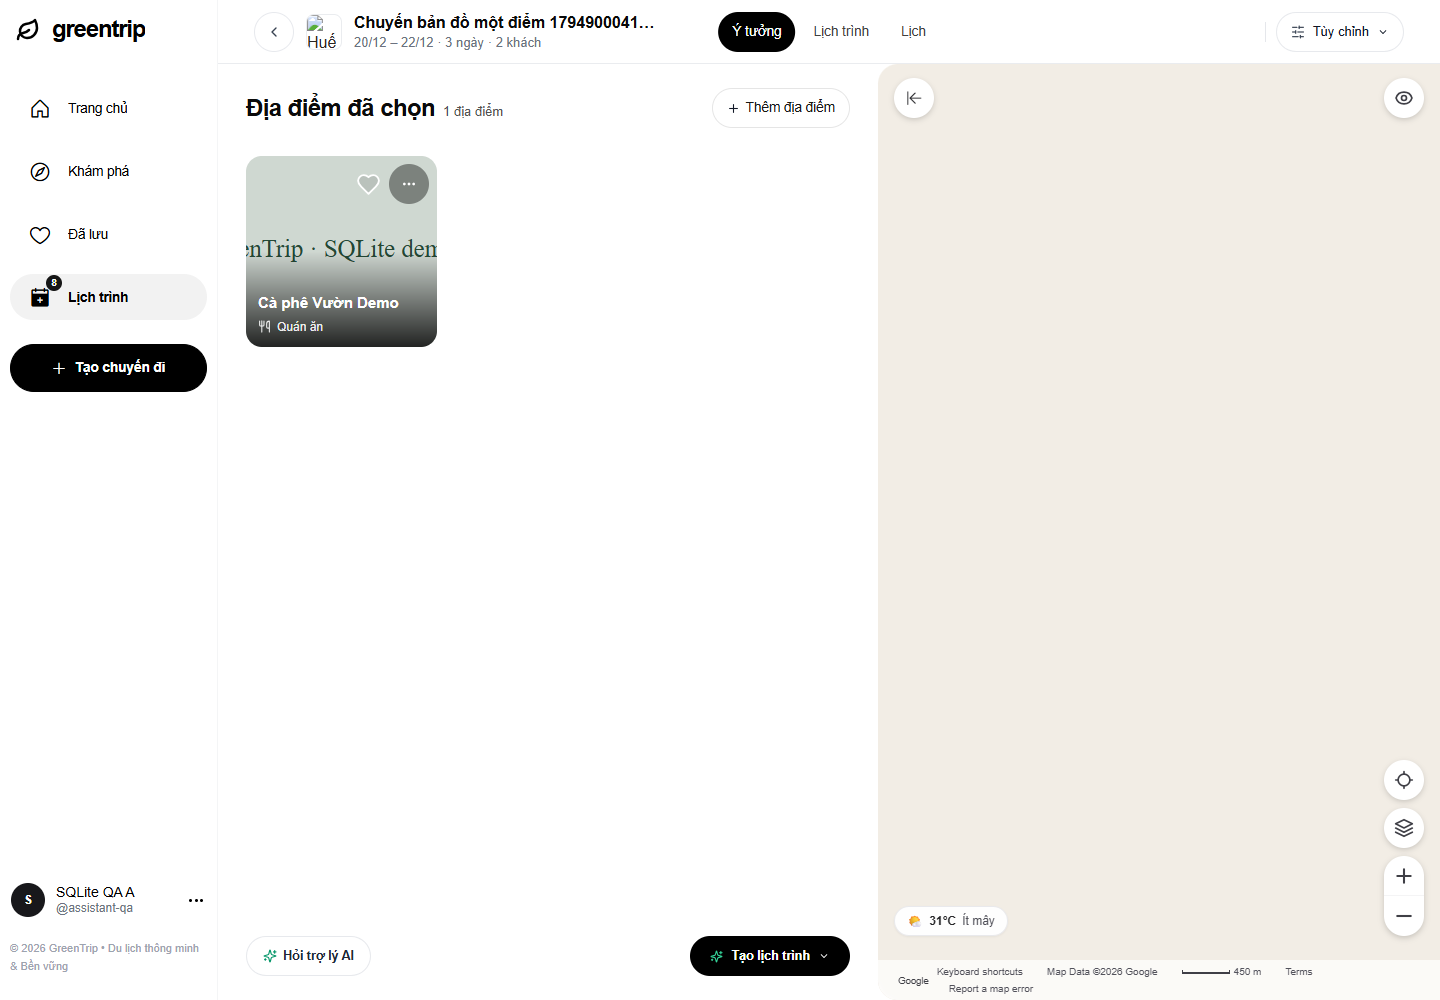 greentrip
Trang chủ
Khám phá
Đã lưu
8
Lịch trình
Tạo chuyến đi
SQLite QA A
@assistant-qa
© 2026 GreenTrip • Du lịch thông minh
& Bền vững
Huế
Chuyến bản đồ một điểm 1794900041…
20/12 – 22/12 · 3 ngày · 2 khách
Ý tưởng
Lịch trình
Lịch
Tùy chỉnh
Địa điểm đã chọn 1 địa điểm
Thêm địa điểm
enTrip · SQLite dem
Cà phê Vườn Demo
Quán ăn
Hỏi trợ lý AI
Tạo lịch trình
31°C Ít mây
Google
Keyboard shortcuts
Map Data ©2026 Google
450 m
Terms
Report a map error
S